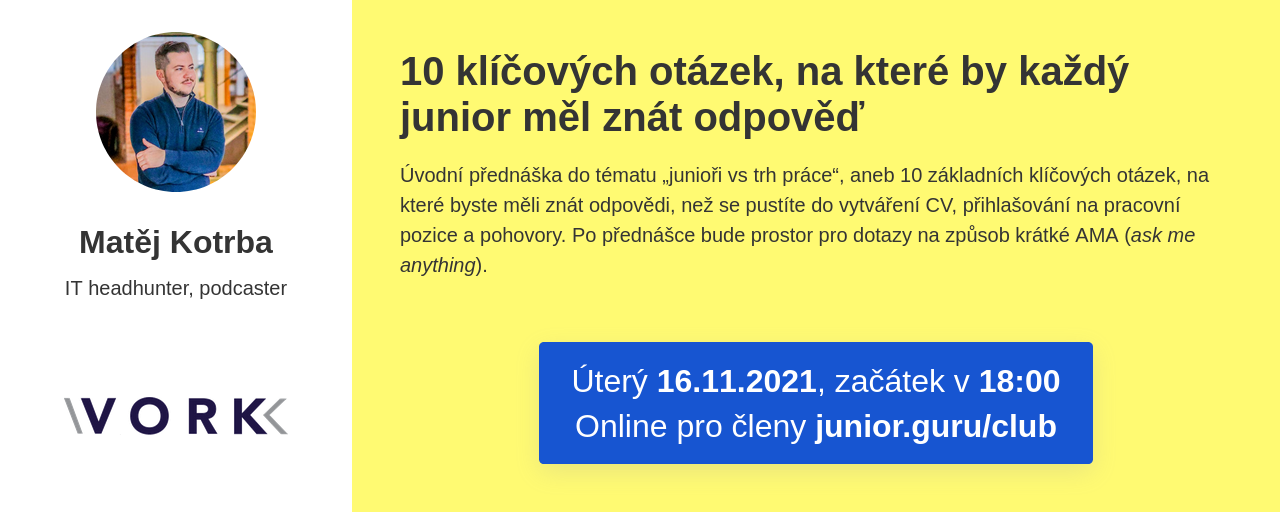 Matěj Kotrba
IT headhunter, podcaster
VORK
10 klíčových otázek, na které by každý
junior měl znát odpověď
Úvodní přednáška do tématu „junioři vs trh práce“, aneb 10 základních klíčových otázek, na
které byste měli znát odpovědi, než se pustíte do vytváření CV, přihlašování na pracovní
pozice a pohovory. Po přednášce bude prostor pro dotazy na způsob krátké AMA (ask me
anything).
Úterý 16.11.2021, začátek v 18:00
Online pro členy junior.guru/club